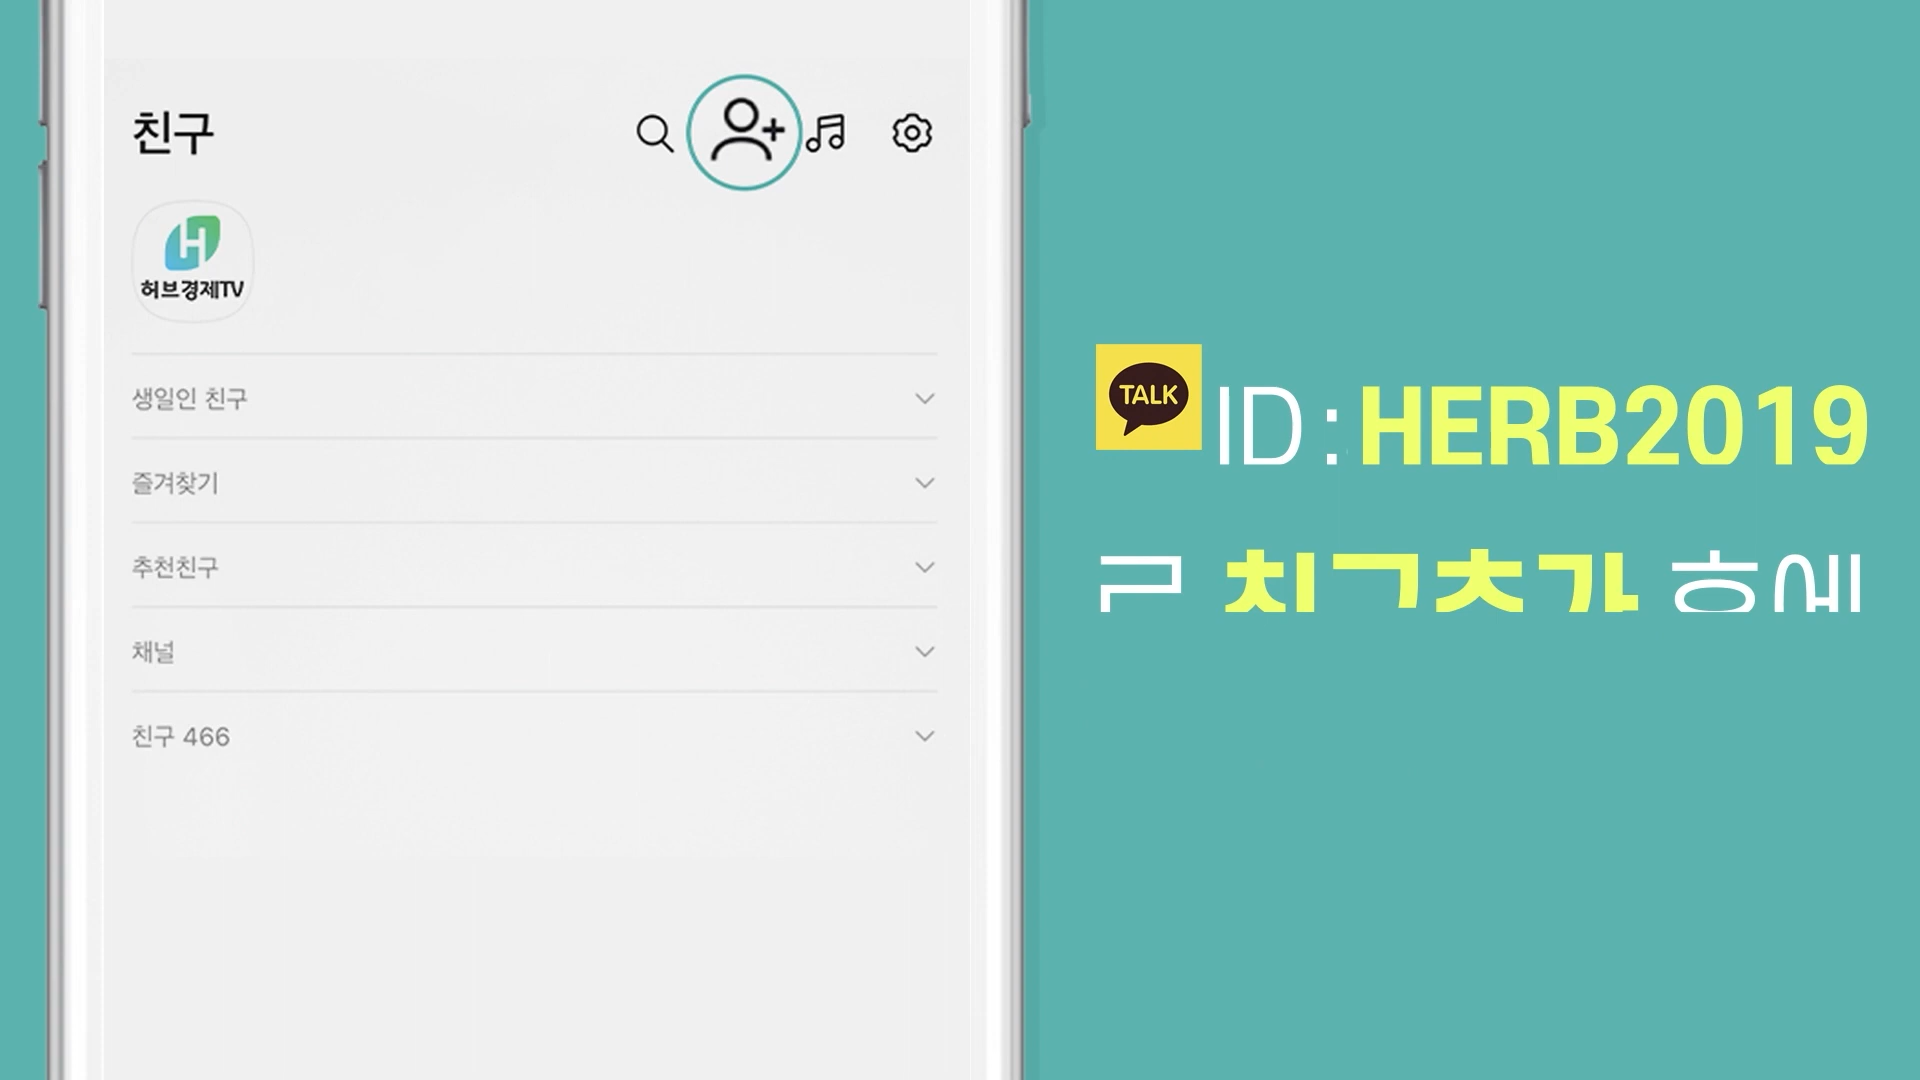 친구
허브경제TV
생일인 친구
즐겨찾기
추천친구
채널
친구 466
TALK
ID : HERB2019